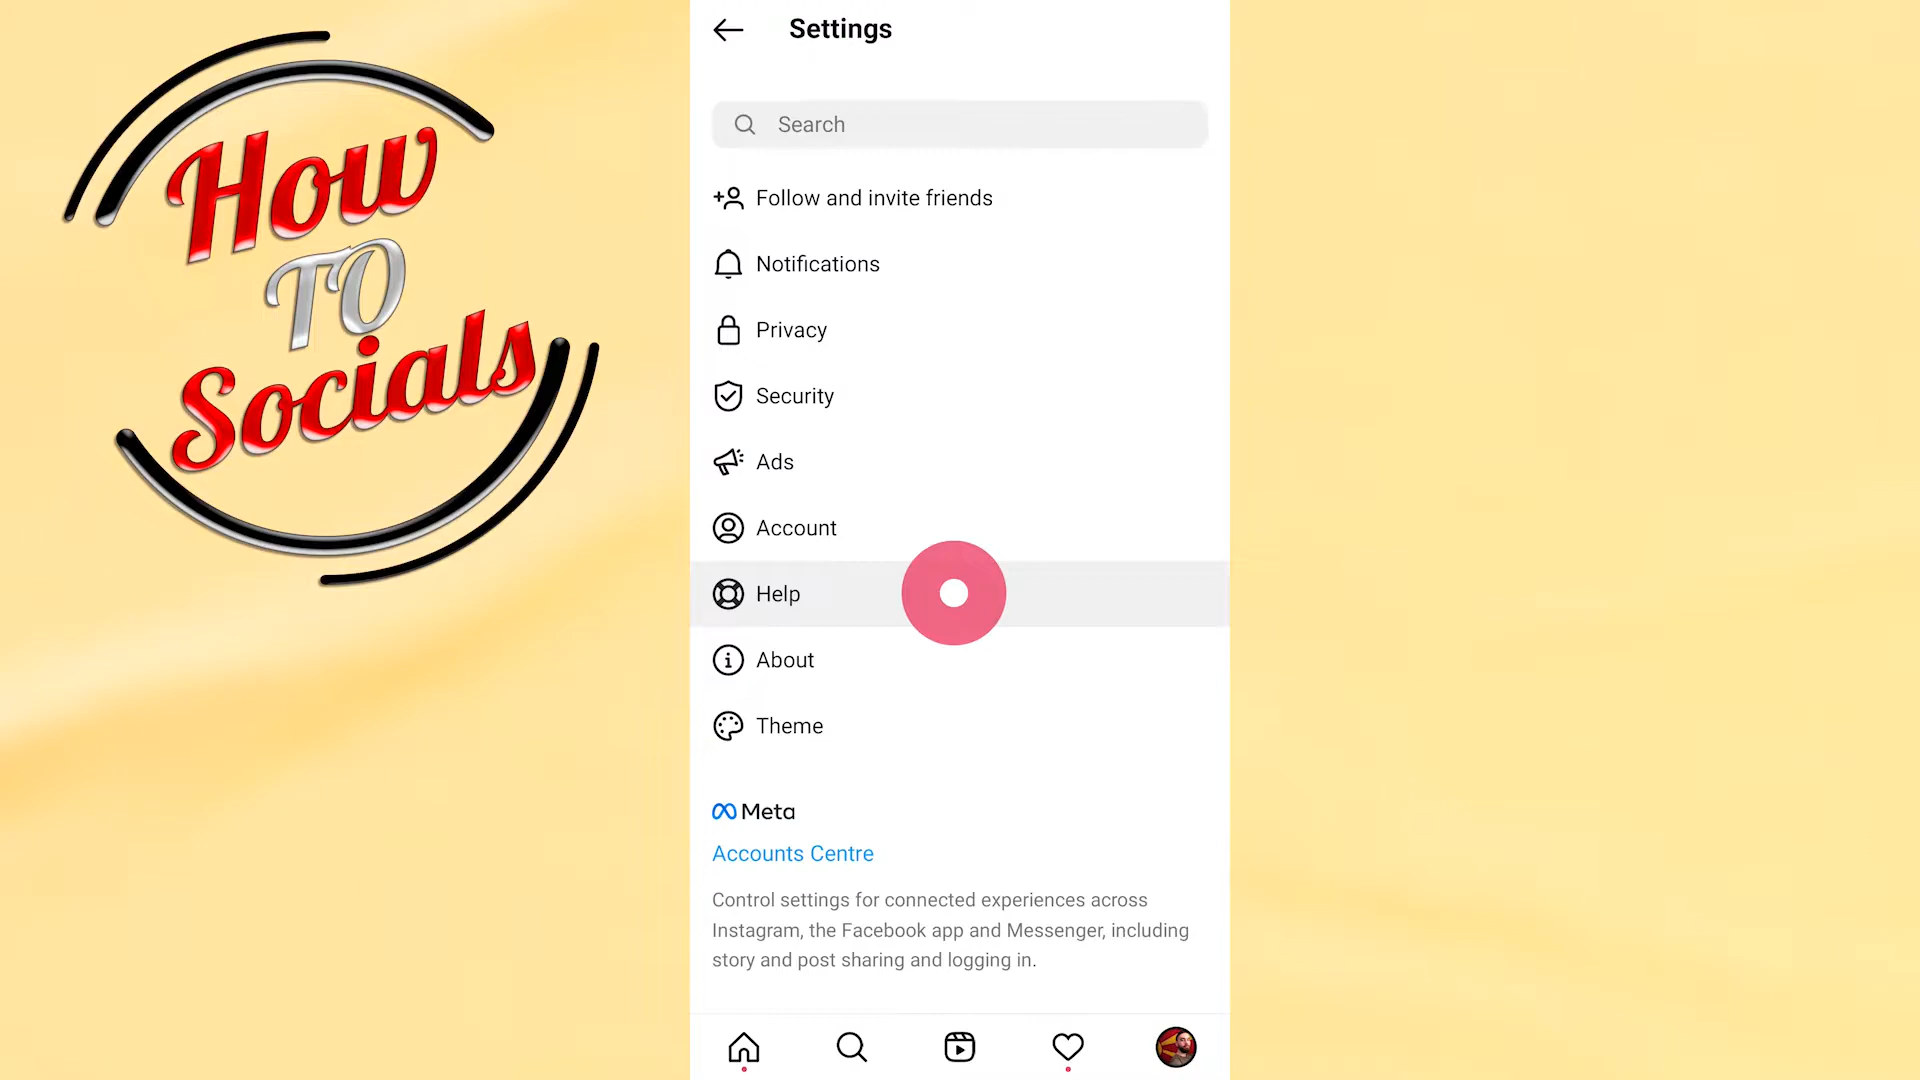 How
TO
Socials
Settings
Search
Follow and invite friends
Notifications
Privacy
Security
Ads
Account
Help
About
Theme
Meta
Accounts Centre
Control settings for connected experiences across
Instagram, the Facebook app and Messenger, including
story and post sharing and logging in.